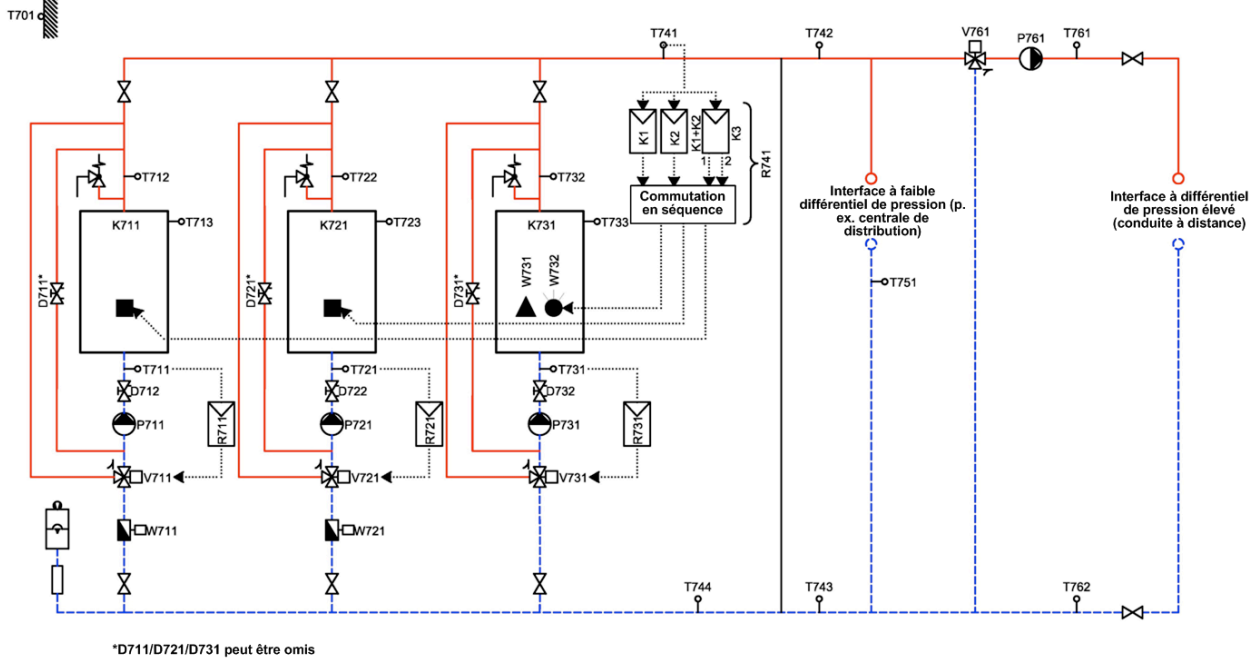 T701
T741
T742
V761
P761
T761
K1
K2
K1+K2
K3
1
2
R741
Commutation
en séquence
T712
T722
T732
K711
T713
K721
T723
K731
T733
Interface à faible
différentiel de pression (p.
ex. centrale de
distribution)
Interface à différentiel
de pression élevé
(conduite à distance)
D711*
D721*
D731*
W731
W732
T751
T711
T721
T731
D712
D722
D732
P711
R711
P721
R721
P731
R731
V711
V721
V731
W711
W721
T744
T743
T762
*D711/D721/D731 peut être omis